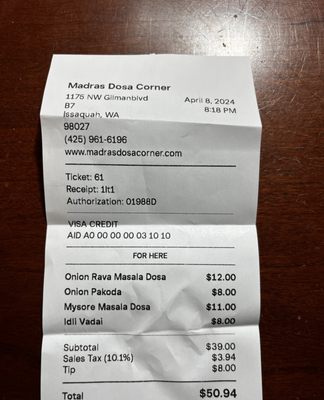 Madras Dosa Corner
1175 NW Gilmanblvd
B7
April 8, 2024
8:18 PM
Issaquah, WA
98027
(425) 961-6196
www.madrasdosacorner.com
Ticket: 61
Receipt: 1lt1
Authorization: 01988D
VISA CREDIT
AID A0 00 00 00 03 10 10
FOR HERE
Onion Rava Masala Dosa $12.00
Onion Pakoda $8.00
Mysore Masala Dosa $11.00
Idli Vadai $8.00
Subtotal $39.00
Sales Tax (10.1%) $3.94
Tip $8.00
Total $50.94